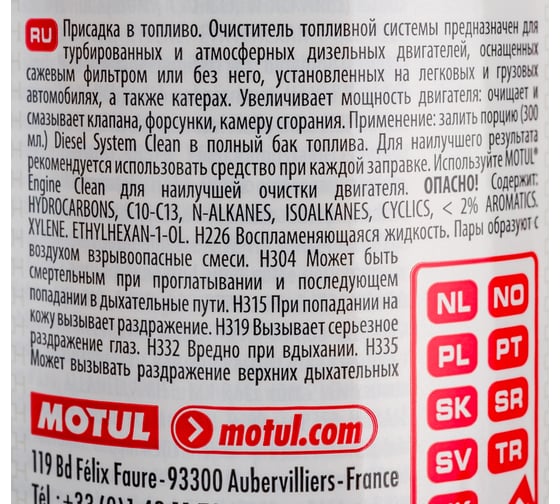 RU Присадка в топливо. Очиститель топливной системы предназначен для
турбированных и атмосферных дизельных двигателей, оснащенных
сажевым фильтром или без него, установленных на легковых и грузовых
автомобилях, а также катерах. Увеличивает мощность двигателя: очищает и
смазывает клапана, форсунки, камеру сгорания. Применение: залить порцию (300
мл.) Diesel System Clean в полный бак топлива. Для наилучшего результата
рекомендуется использовать средство при каждой заправке. Используйте MOTUL®
Engine Clean для наилучшей очистки двигателя. ОПАСНО! Содержит:
HYDROCARBONS, C10-C13, N-ALKANES, ISOALKANES, CYCLICS, < 2% AROMATICS.
XYLENE. ETHYLHEXAN-1-OL. H226 Воспламеняющаяся жидкость. Пары образуют с
воздухом взрывоопасные смеси. H304 Может быть
смертельным при проглатывании и последующем
попадании в дыхательные пути. H315 При попадании на
кожу вызывает раздражение. H319 Вызывает серьезное
раздражение глаз. H332 Вредно при вдыхании. H335
Может вызывать раздражение верхних дыхательных
MOTUL motul.com
119 Bd Félix Faure - 93300 Aubervilliers - France
NL NO
PL PT
SK SR
SV TR